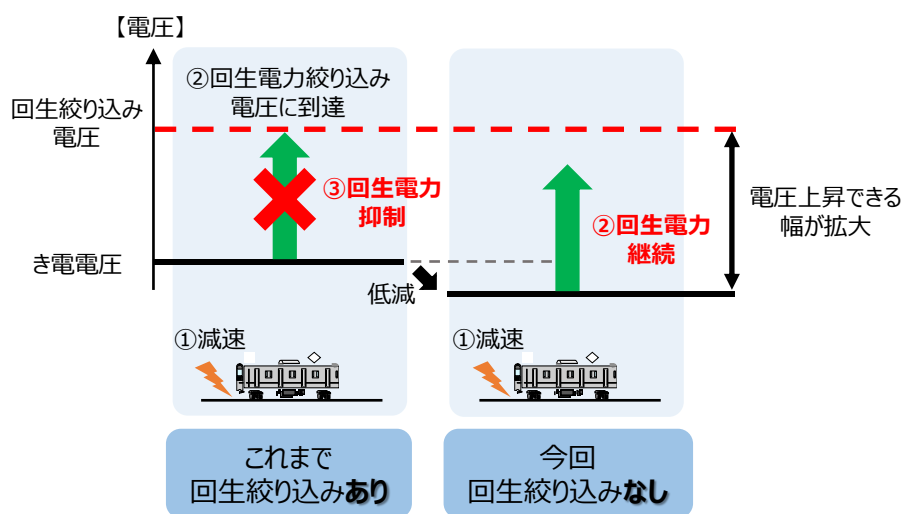 【電圧】
②回生電力絞り込み
電圧に到達
回生絞り込み
電圧
③回生電力
抑制
き電電圧
①減速
これまで
回生絞り込みあり
低減
②回生電力
継続
①減速
今回
回生絞り込みなし
電圧上昇できる
幅が拡大